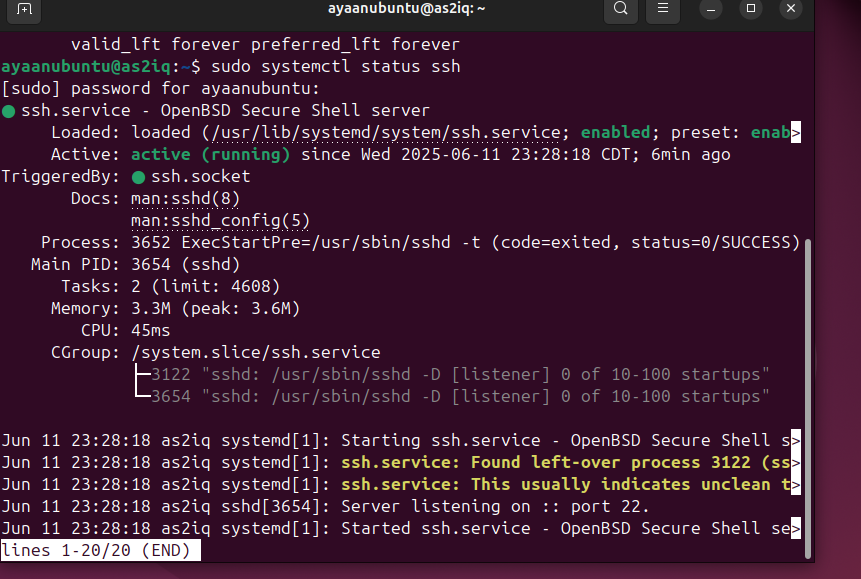 ayaanubuntu@as2iq: ~
valid_lft forever preferred_lft forever
ayaanubuntu@as2iq:~$ sudo systemctl status ssh
[sudo] password for ayaanubuntu:
● ssh.service - OpenBSD Secure Shell server
Loaded: loaded (/usr/lib/systemd/system/ssh.service; enabled; preset: enab>
Active: active (running) since Wed 2025-06-11 23:28:18 CDT; 6min ago
TriggeredBy: ● ssh.socket
Docs: man:sshd(8)
man:sshd_config(5)
Process: 3652 ExecStartPre=/usr/sbin/sshd -t (code=exited, status=0/SUCCESS)
Main PID: 3654 (sshd)
Tasks: 2 (limit: 4608)
Memory: 3.3M (peak: 3.6M)
CPU: 45ms
CGroup: /system.slice/ssh.service
├─3122 "sshd: /usr/sbin/sshd -D [listener] 0 of 10-100 startups"
└─3654 "sshd: /usr/sbin/sshd -D [listener] 0 of 10-100 startups"
Jun 11 23:28:18 as2iq systemd[1]: Starting ssh.service - OpenBSD Secure Shell s>
Jun 11 23:28:18 as2iq systemd[1]: ssh.service: Found left-over process 3122 (ss>
Jun 11 23:28:18 as2iq systemd[1]: ssh.service: This usually indicates unclean t>
Jun 11 23:28:18 as2iq sshd[3654]: Server listening on :: port 22.
Jun 11 23:28:18 as2iq systemd[1]: Started ssh.service - OpenBSD Secure Shell se>
lines 1-20/20 (END)